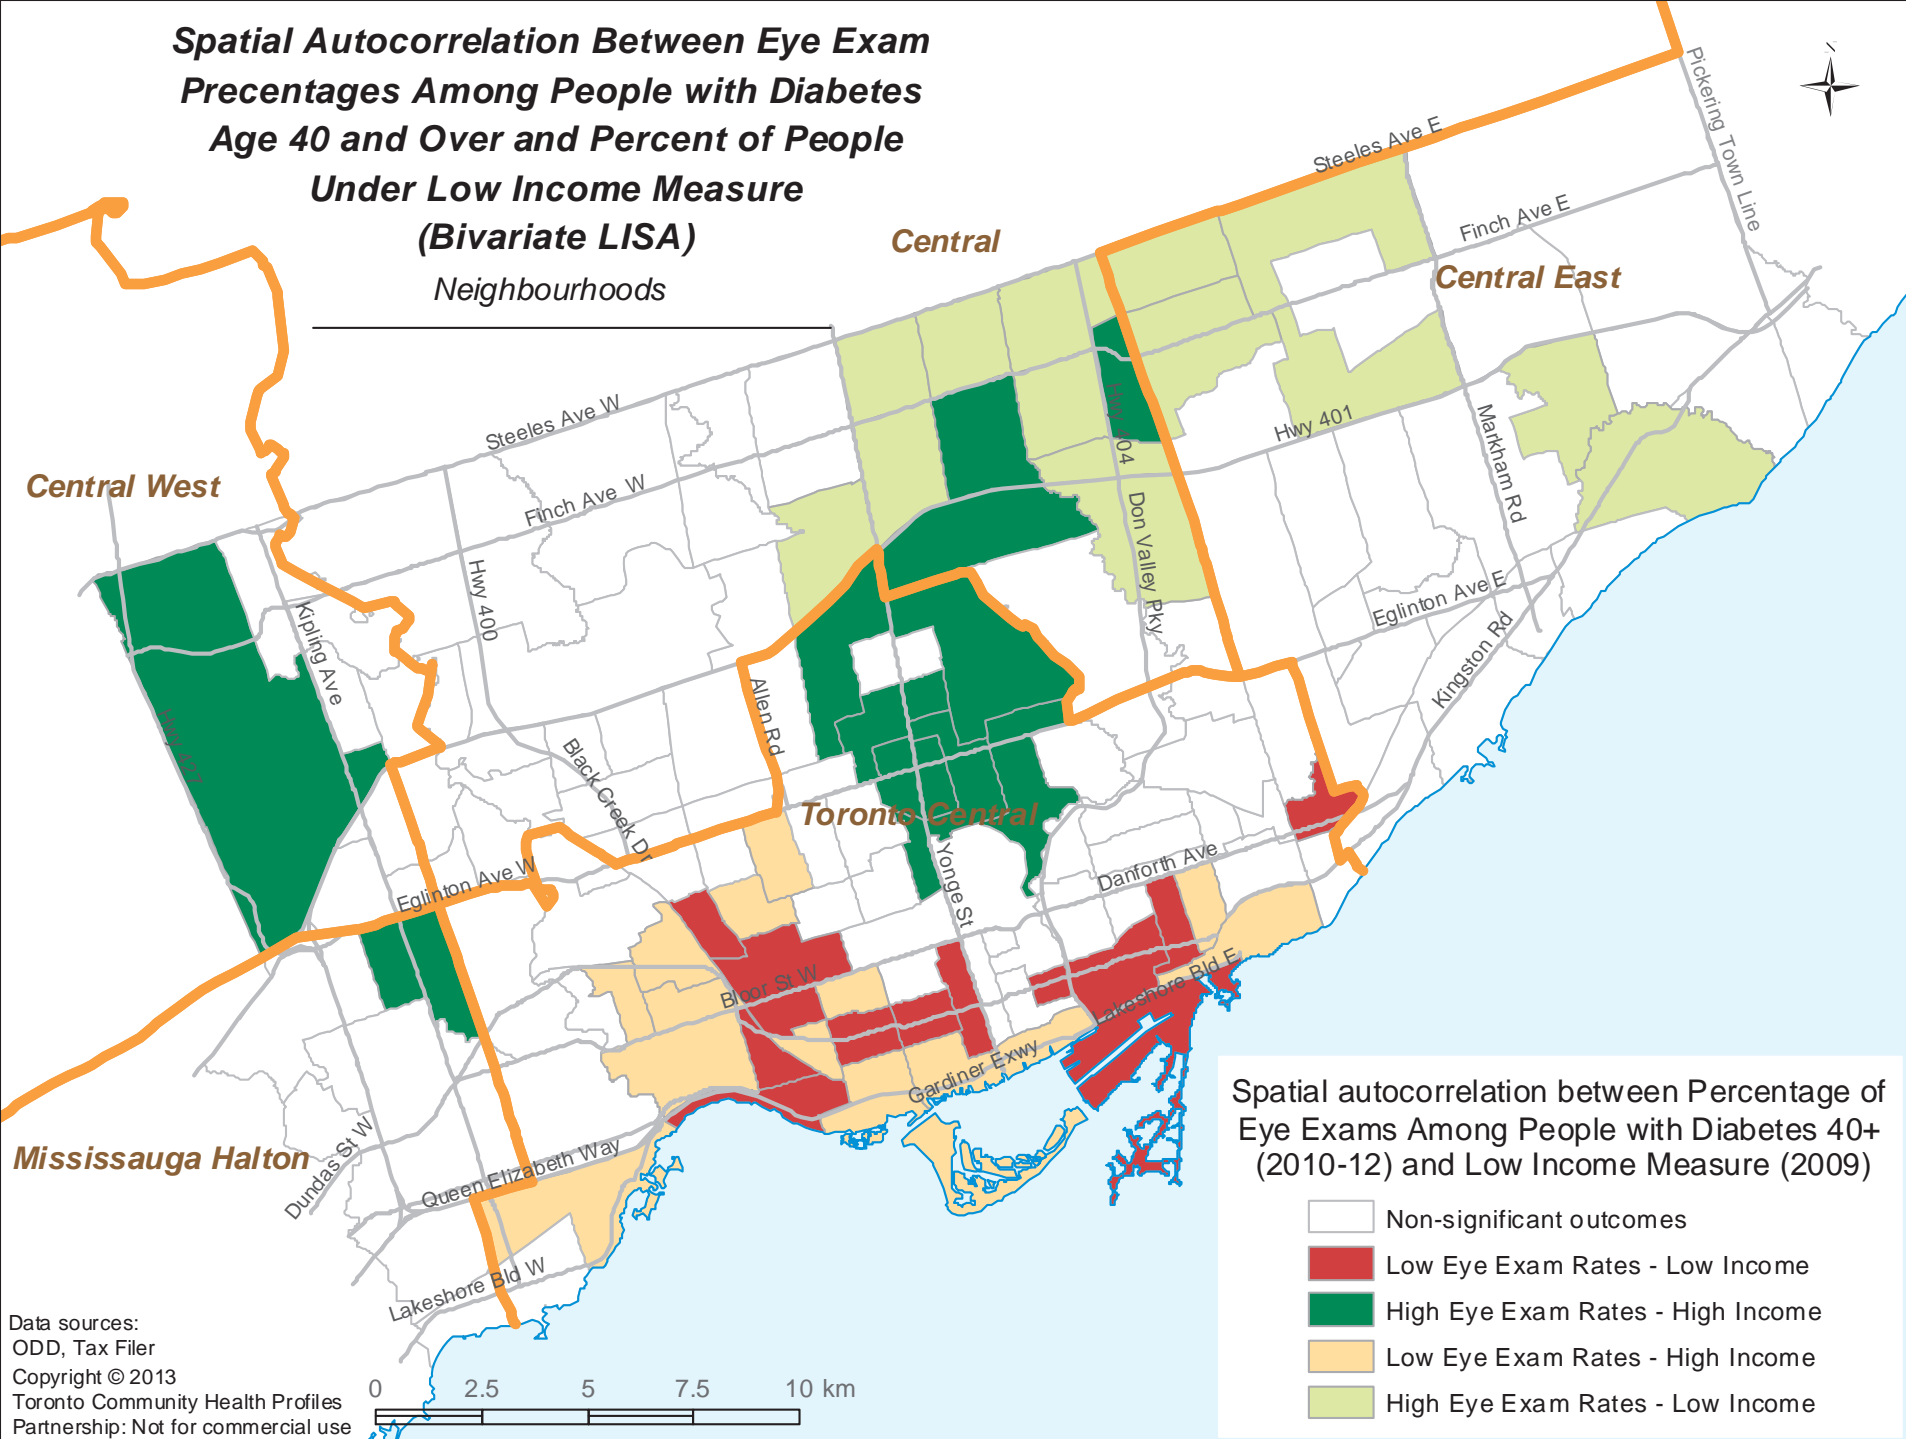 Spatial Autocorrelation Between Eye Exam
Precentages Among People with Diabetes
Age 40 and Over and Percent of People
Under Low Income Measure
(Bivariate LISA)
Neighbourhoods
N
Pickering Town Line
Steeles Ave E
Finch Ave E
Central
Central East
Steeles Ave W
Hwy 404
Hwy 401
Markham Rd
Central West
Finch Ave W
Don Valley Pky
Hwy 400
Kipling Ave
Eglinton Ave E
Kingston Rd
Allen Rd
Hwy 427
Black Creek Dr
Toronto Central
Yonge St
Danforth Ave
Eglinton Ave W
Bloor St W
Lakeshore Bld E
Gardiner Exwy
Mississauga Halton
Dundas St W
Queen Elizabeth Way
Lakeshore Bld W
Spatial autocorrelation between Percentage of
Eye Exams Among People with Diabetes 40+
(2010-12) and Low Income Measure (2009)
Non-significant outcomes
Low Eye Exam Rates - Low Income
High Eye Exam Rates - High Income
Low Eye Exam Rates - High Income
High Eye Exam Rates - Low Income
Data sources:
ODD, Tax Filer
Copyright © 2013
Toronto Community Health Profiles
Partnership: Not for commercial use
0 2.5 5 7.5 10 km